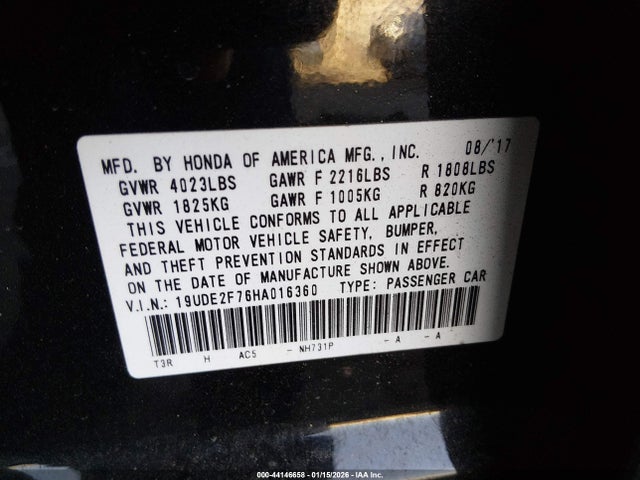 MFD. BY HONDA OF AMERICA MFG., INC. 08/'17
GVWR 4023LBS GAWR F 2216LBS R 1808LBS
GVWR 1825KG GAWR F 1005KG R 820KG
THIS VEHICLE CONFORMS TO ALL APPLICABLE
FEDERAL MOTOR VEHICLE SAFETY, BUMPER,
AND THEFT PREVENTION STANDARDS IN EFFECT
ON THE DATE OF MANUFACTURE SHOWN ABOVE.
V.I.N.: 19UDE2F76HA016360 TYPE: PASSENGER CAR
T3R H AC5 - NH731P - A - A
000-44146658 - 01/15/2026 - IAA Inc.